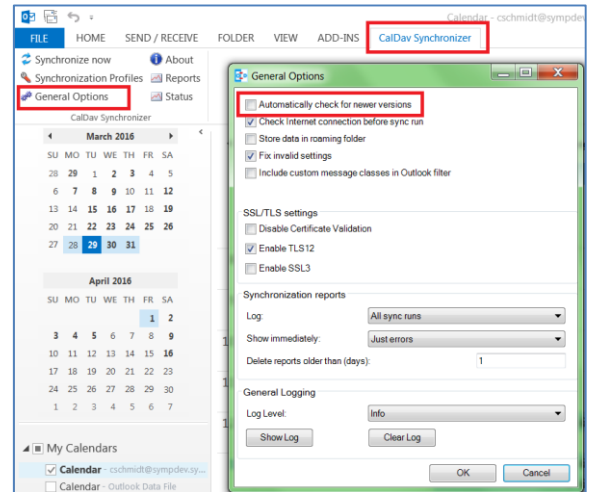 Calendar - cschmidt@sympdev
FILE HOME SEND / RECEIVE FOLDER VIEW ADD-INS CalDav Synchronizer
Synchronize now About
Synchronization Profiles Reports
General Options Status
CalDav Synchronizer
March 2016
SU MO TU WE TH FR SA
28 29 1 2 3 4 5
6 7 8 9 10 11 12
13 14 15 16 17 18 19
20 21 22 23 24 25 26
27 28 29 30 31
April 2016
SU MO TU WE TH FR SA
1 2
3 4 5 6 7 8 9
10 11 12 13 14 15 16
17 18 19 20 21 22 23
24 25 26 27 28 29 30
1 2 3 4 5 6 7
My Calendars
Calendar - cschmidt@sympdev.sy...
Calendar - Outlook Data File
General Options
Automatically check for newer versions
Check Internet connection before sync run
Store data in roaming folder
Fix invalid settings
Include custom message classes in Outlook filter
SSL/TLS settings
Disable Certificate Validation
Enable TLS12
Enable SSL3
Synchronization reports
Log: All sync runs
Show immediately: Just errors
Delete reports older than (days): 1
General Logging
Log Level: Info
Show Log Clear Log
OK Cancel